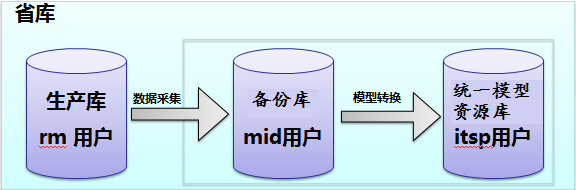 省库
生产库
rm 用户
数据采集
备份库
mid用户
模型转换
统一模型
资源库
itsp用户